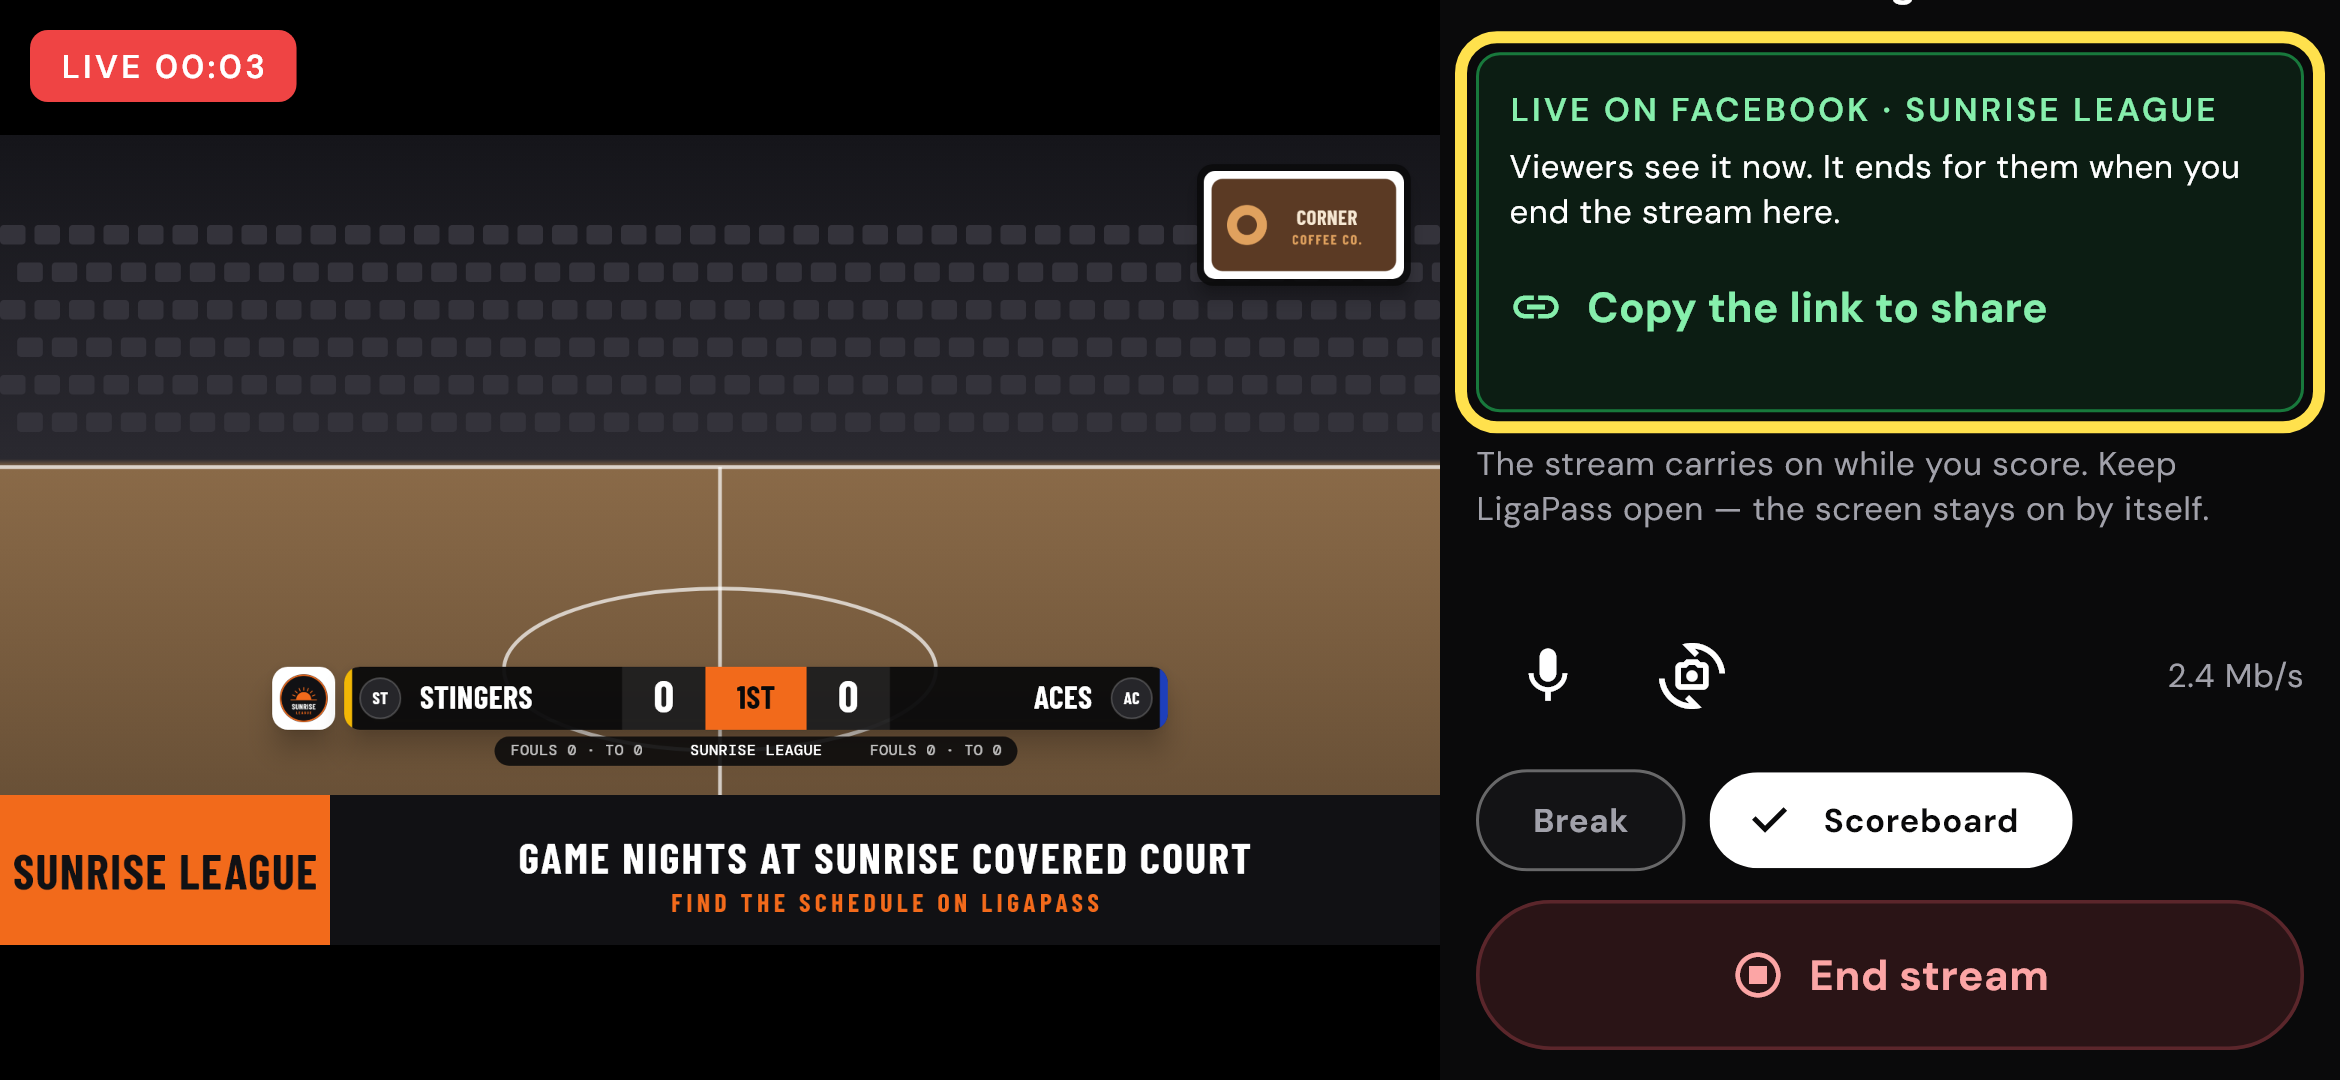 LIVE 00:03
CORNER
COFFEE CO.
ST
STINGERS
0
1ST
0
ACES
AC
SUNRISE
LEAGUE
FOULS 0 · TO 0
SUNRISE LEAGUE
FOULS 0 · TO 0
SUNRISE LEAGUE
GAME NIGHTS AT SUNRISE COVERED COURT
FIND THE SCHEDULE ON LIGAPASS
LIVE ON FACEBOOK · SUNRISE LEAGUE
Viewers see it now. It ends for them when you
end the stream here.
Copy the link to share
The stream carries on while you score. Keep
LigaPass open — the screen stays on by itself.
2.4 Mb/s
Break
Scoreboard
End stream